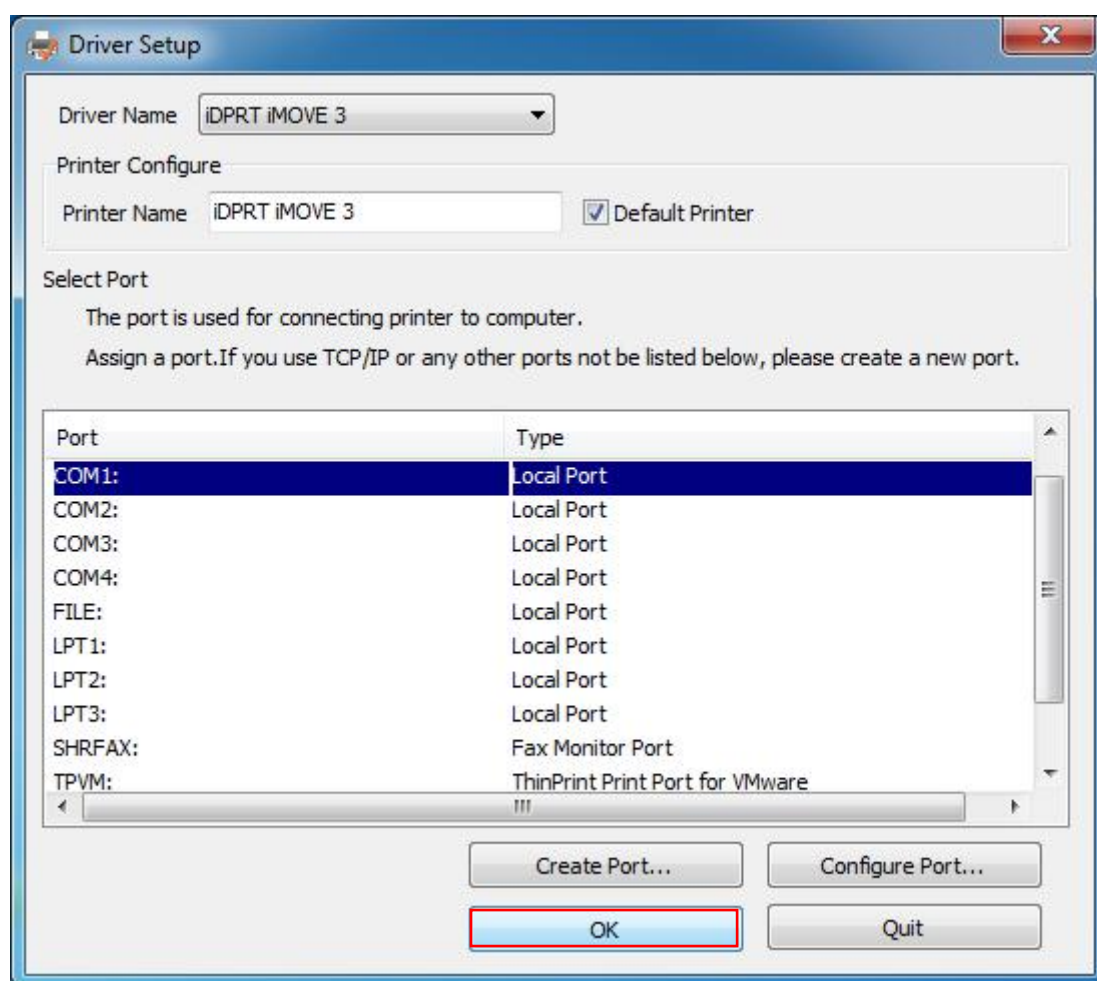 Driver Setup
Driver Name iDPRT iMOVE 3
Printer Configure
Printer Name iDPRT iMOVE 3 Default Printer
Select Port
The port is used for connecting printer to computer.
Assign a port.If you use TCP/IP or any other ports not be listed below, please create a new port.
Port Type
COM1: Local Port
COM2: Local Port
COM3: Local Port
COM4: Local Port
FILE: Local Port
LPT1: Local Port
LPT2: Local Port
LPT3: Local Port
SHRFAX: Fax Monitor Port
TPVM: ThinPrint Print Port for VMware
Create Port... Configure Port...
OK Quit